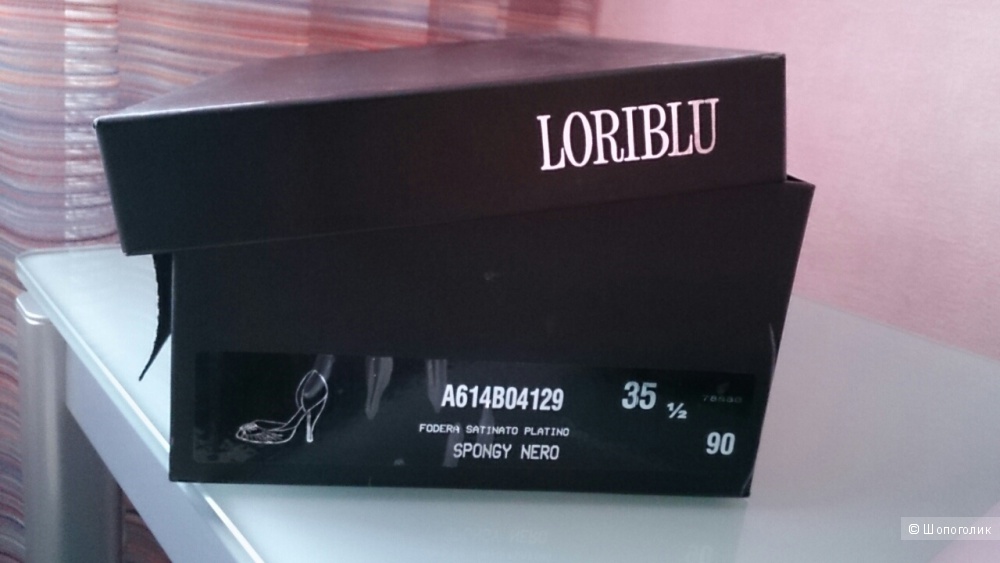 LORIBLU
A614B04129 35 ½
FODERA SATINATO PLATINO
SPONGY NERO 90
© Шопоголик